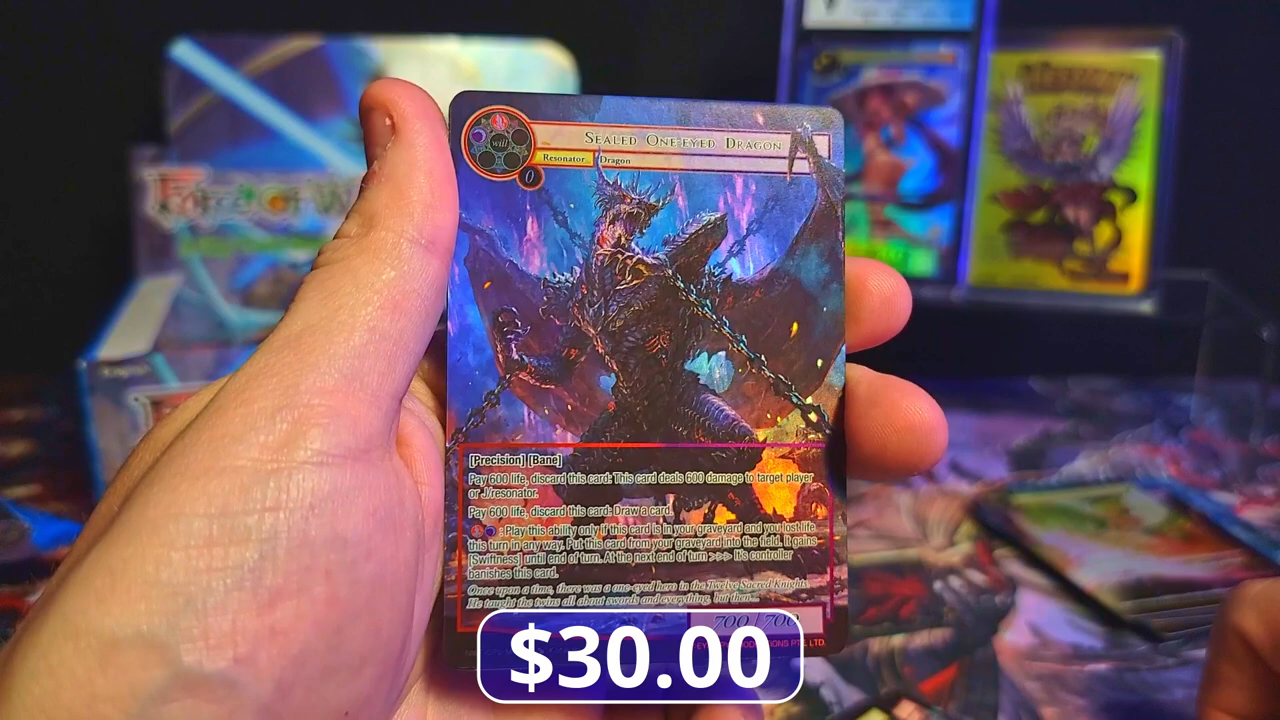 SEALED ONE-EYED DRAGON
will
Resonator Dragon
0
[Precision] [Bane]
Pay 600 life, discard this card: This card deals 600 damage to target player
or J/resonator.
Pay 600 life, discard this card: Draw a card.
: Play this ability only if this card is in your graveyard and you lost life
this turn in any way. Put this card from your graveyard into the field. It gains
[Swiftness] until end of turn. At the next end of turn >>> It's controller
banishes this card.
Once upon a time, there was a one-eyed hero in the Twelve Sacred Knights.
He taught the twins all about swords and everything, but then...
700 / 700
LTD.
$30.00